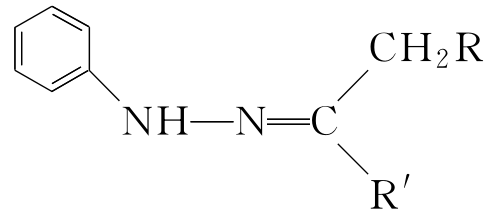 CH₂R
NH—N=C
R′